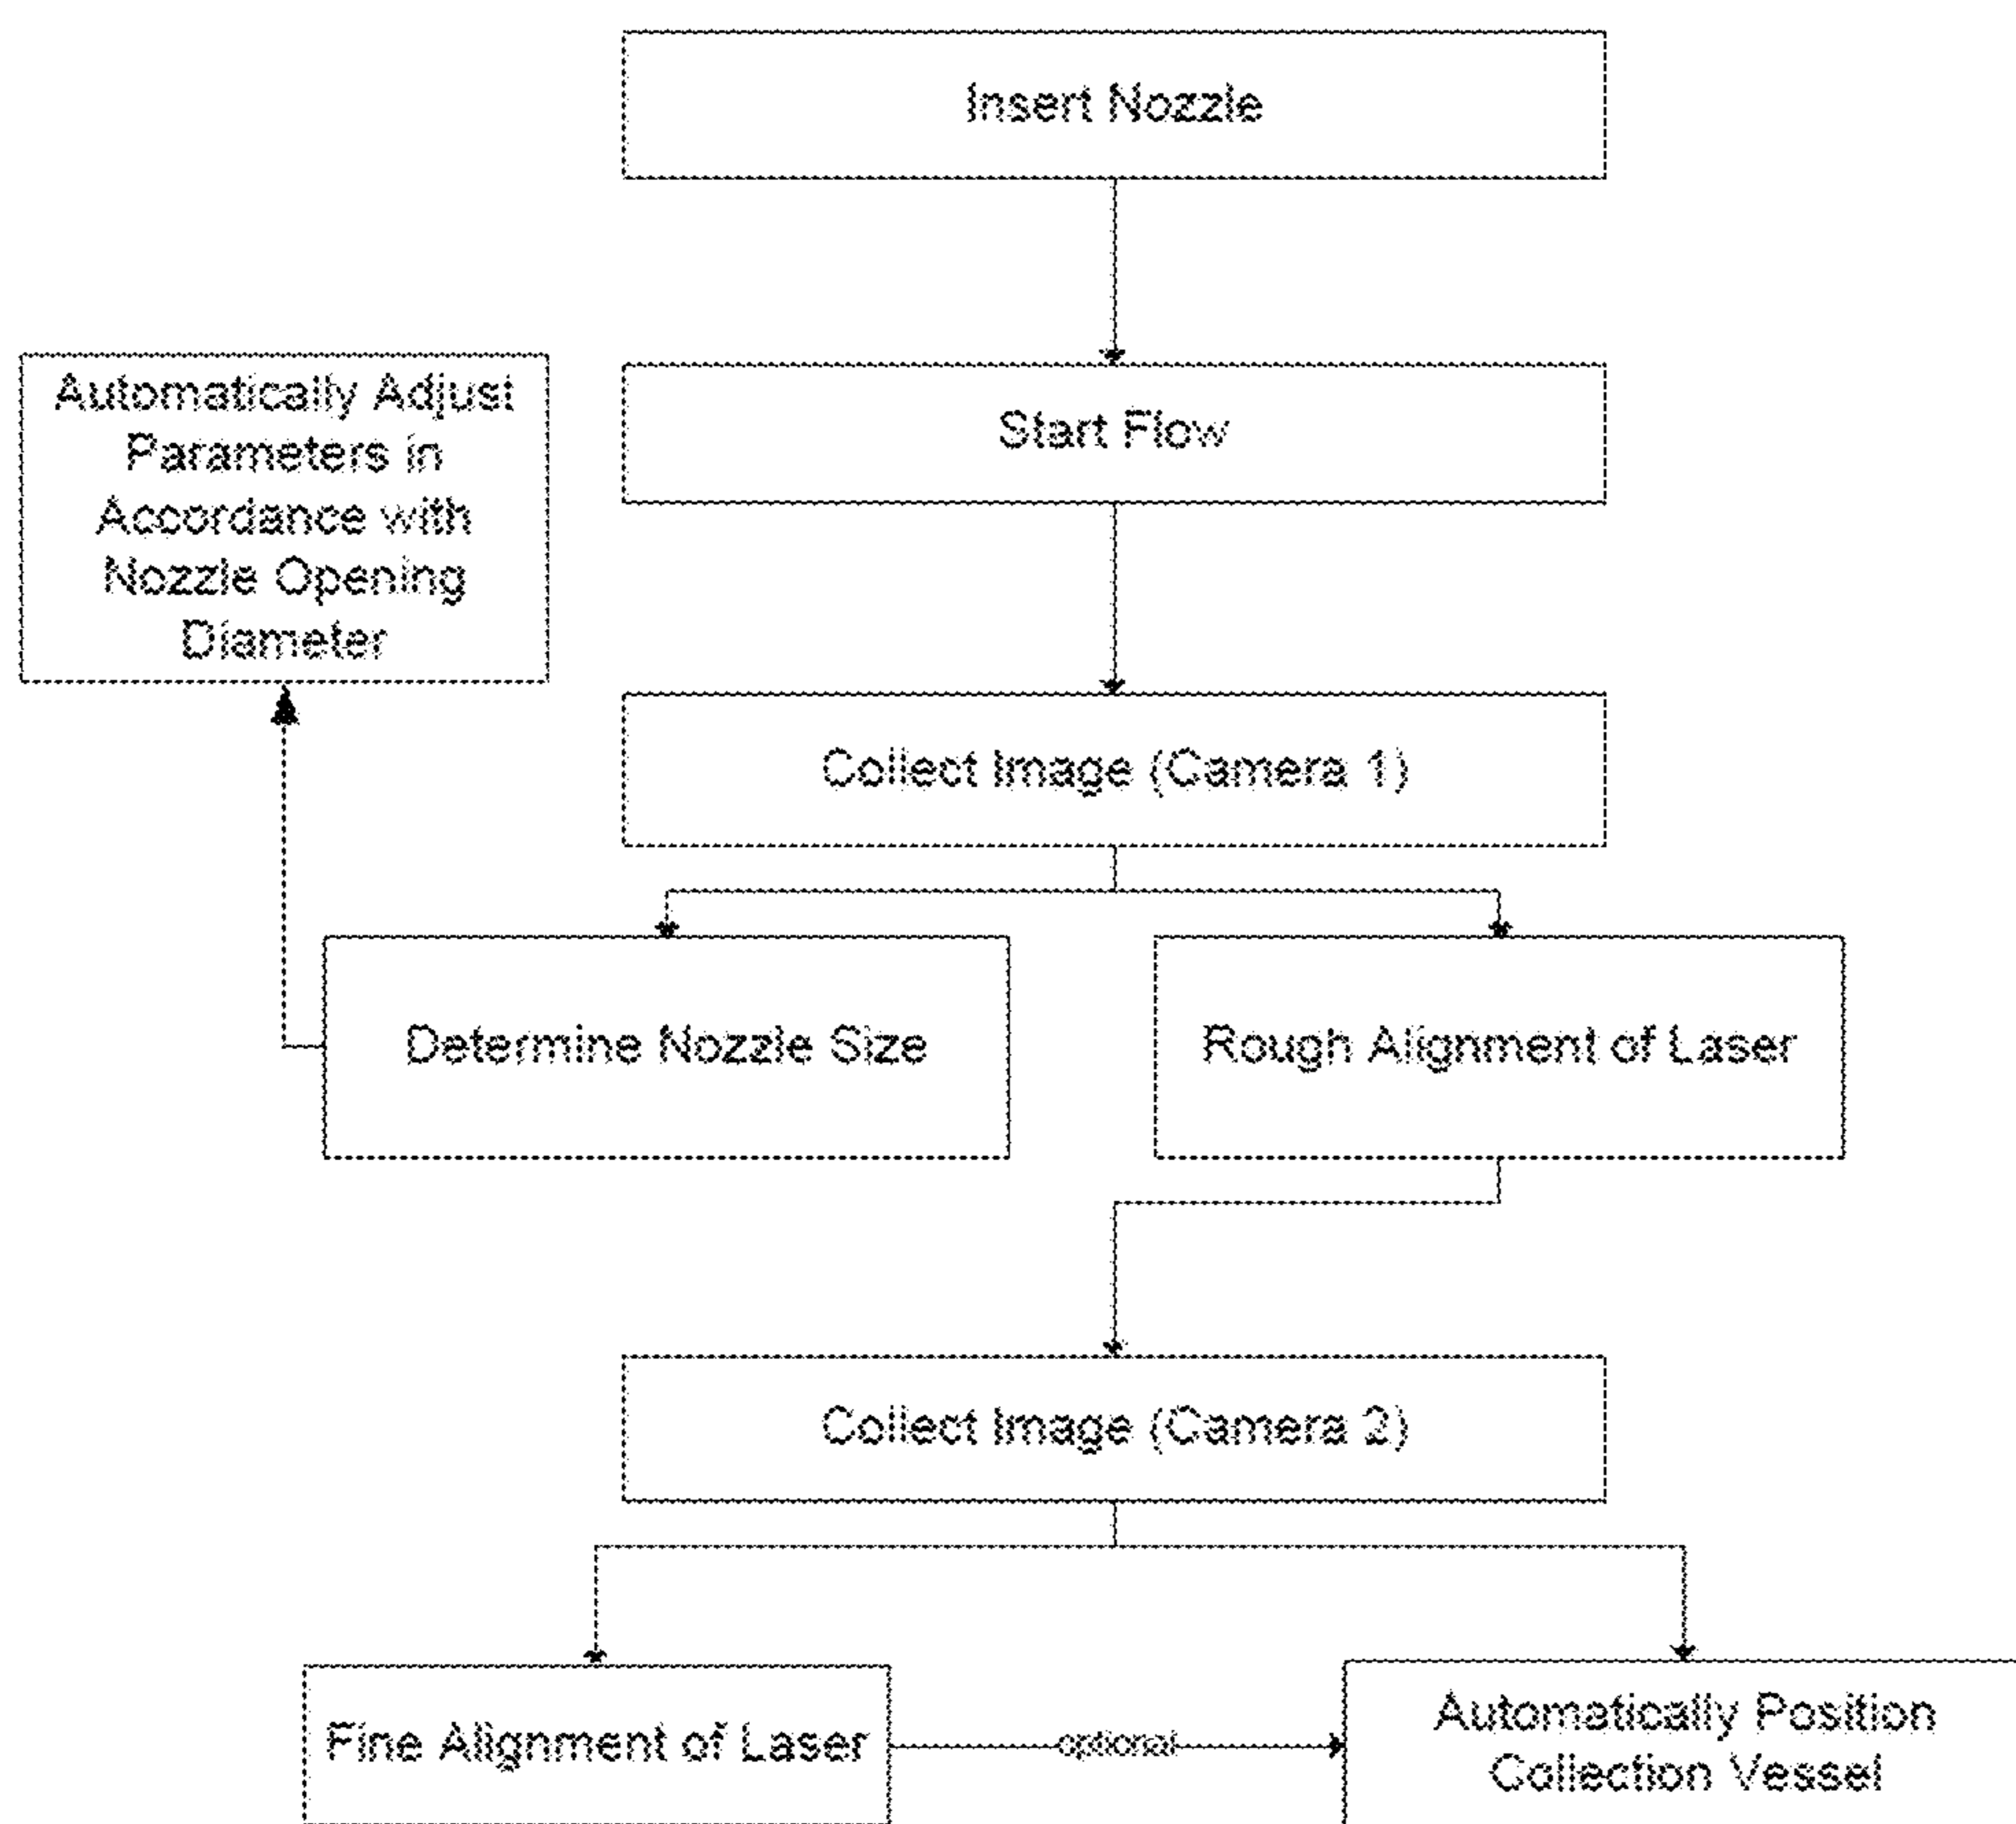 Insert Nozzle
Start Flow
Automatically Adjust
Parameters in
Accordance with
Nozzle Opening
Diameter
Collect Image (Camera 1)
Determine Nozzle Size
Rough Alignment of Laser
Collect Image (Camera 2)
Fine Alignment of Laser
optional
Automatically Position
Collection Vessel